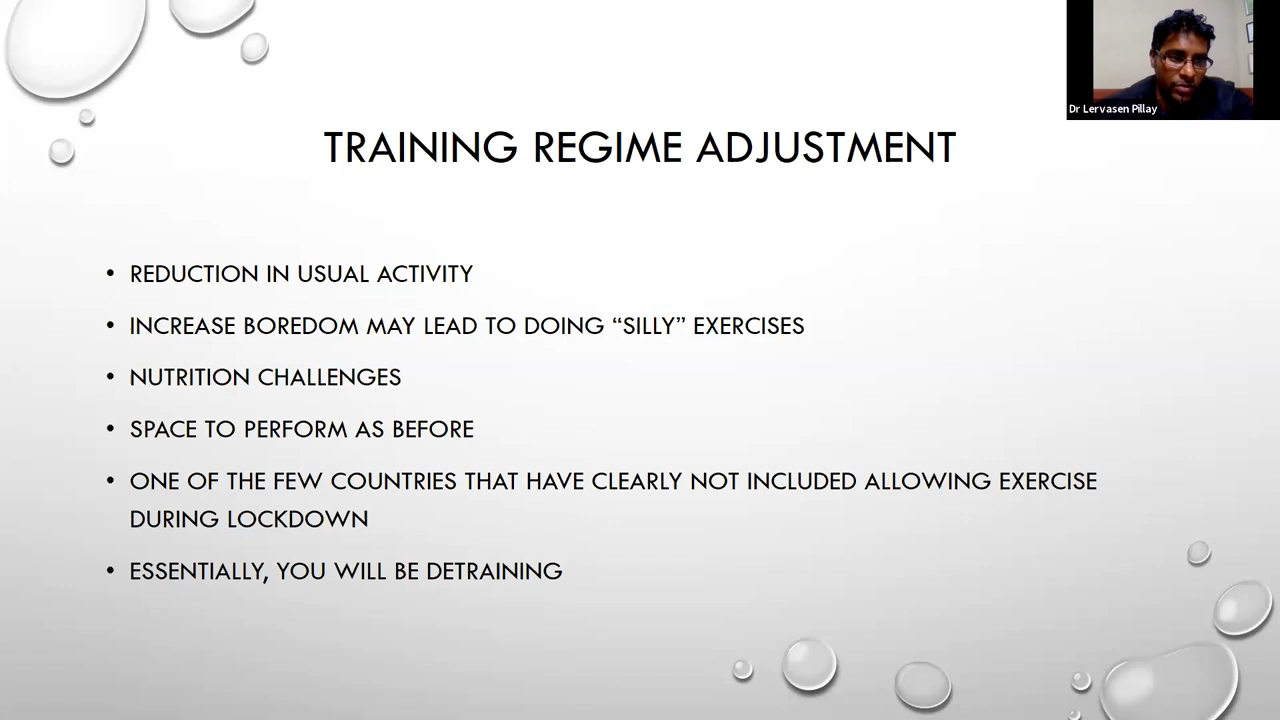 Dr Lervasen Pillay
TRAINING REGIME ADJUSTMENT
• REDUCTION IN USUAL ACTIVITY
• INCREASE BOREDOM MAY LEAD TO DOING “SILLY” EXERCISES
• NUTRITION CHALLENGES
• SPACE TO PERFORM AS BEFORE
• ONE OF THE FEW COUNTRIES THAT HAVE CLEARLY NOT INCLUDED ALLOWING EXERCISE
DURING LOCKDOWN
• ESSENTIALLY, YOU WILL BE DETRAINING